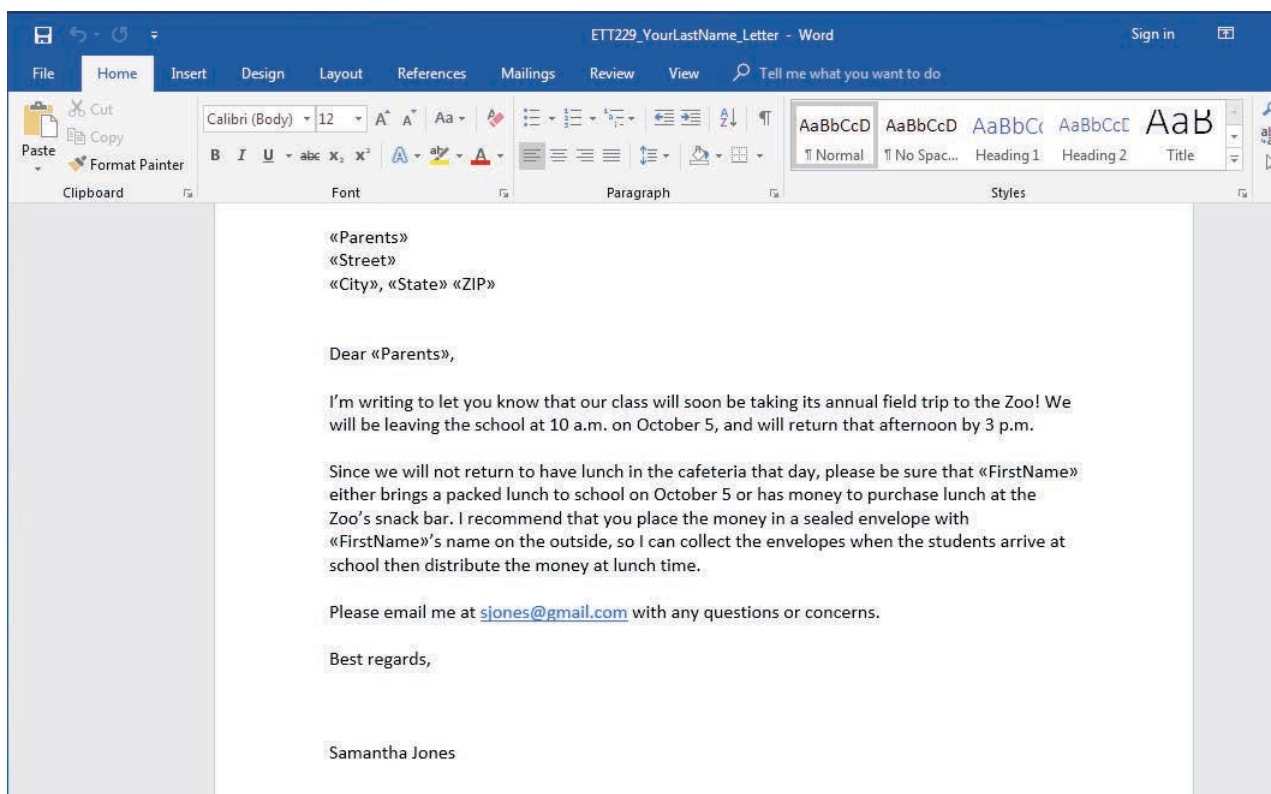 ETT229_YourLastName_Letter - Word
Sign in
File Home Insert Design Layout References Mailings Review View Tell me what you want to do
Paste
Cut
Copy
Format Painter
Calibri (Body) 12
Aa
B I U abc x₂ x² A aby A
AaBbCcD AaBbCcD AaBbCc AaBbCcD AaB
¶ Normal ¶ No Spac... Heading 1 Heading 2 Title
Clipboard Font Paragraph Styles
«Parents»
«Street»
«City», «State» «ZIP»
Dear «Parents»,
I'm writing to let you know that our class will soon be taking its annual field trip to the Zoo! We
will be leaving the school at 10 a.m. on October 5, and will return that afternoon by 3 p.m.
Since we will not return to have lunch in the cafeteria that day, please be sure that «FirstName»
either brings a packed lunch to school on October 5 or has money to purchase lunch at the
Zoo's snack bar. I recommend that you place the money in a sealed envelope with
«FirstName»'s name on the outside, so I can collect the envelopes when the students arrive at
school then distribute the money at lunch time.
Please email me at sjones@gmail.com with any questions or concerns.
Best regards,
Samantha Jones